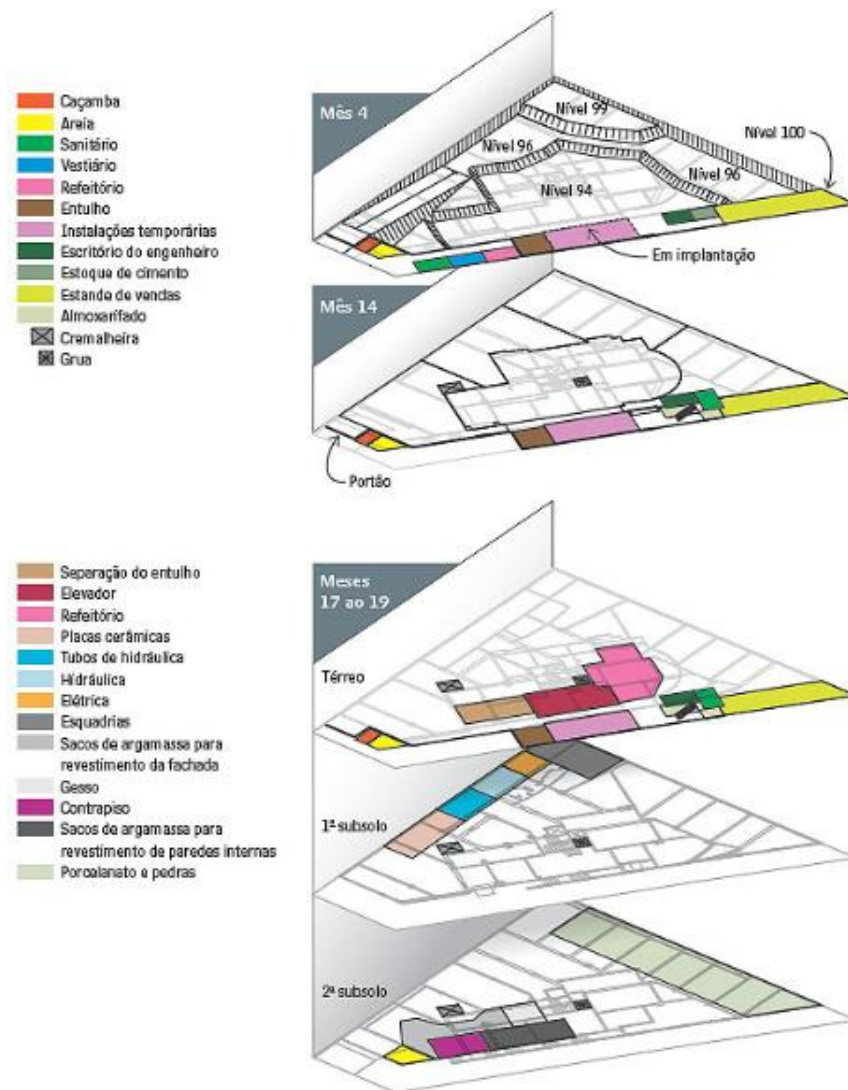 Caçamba
Areia
Sanitário
Vestiário
Refeitório
Entulho
Instalações temporárias
Escritório do engenheiro
Estoque de cimento
Estande de vendas
Almoxarifado
Cremalheira
Grua
Mês 4
Nível 99
Nível 100
Nível 96
Nível 96
Nível 94
Em implantação
Mês 14
Portão
Separação do entulho
Elevador
Refeitório
Placas cerâmicas
Tubos de hidráulica
Hidráulica
Elétrica
Esquadrias
Sacos de argamassa para
revestimento da fachada
Gesso
Contrapiso
Sacos de argamassa para
revestimento de paredes internas
Porcelanato e pedras
Meses
17 ao 19
Térreo
1º subsolo
2º subsolo